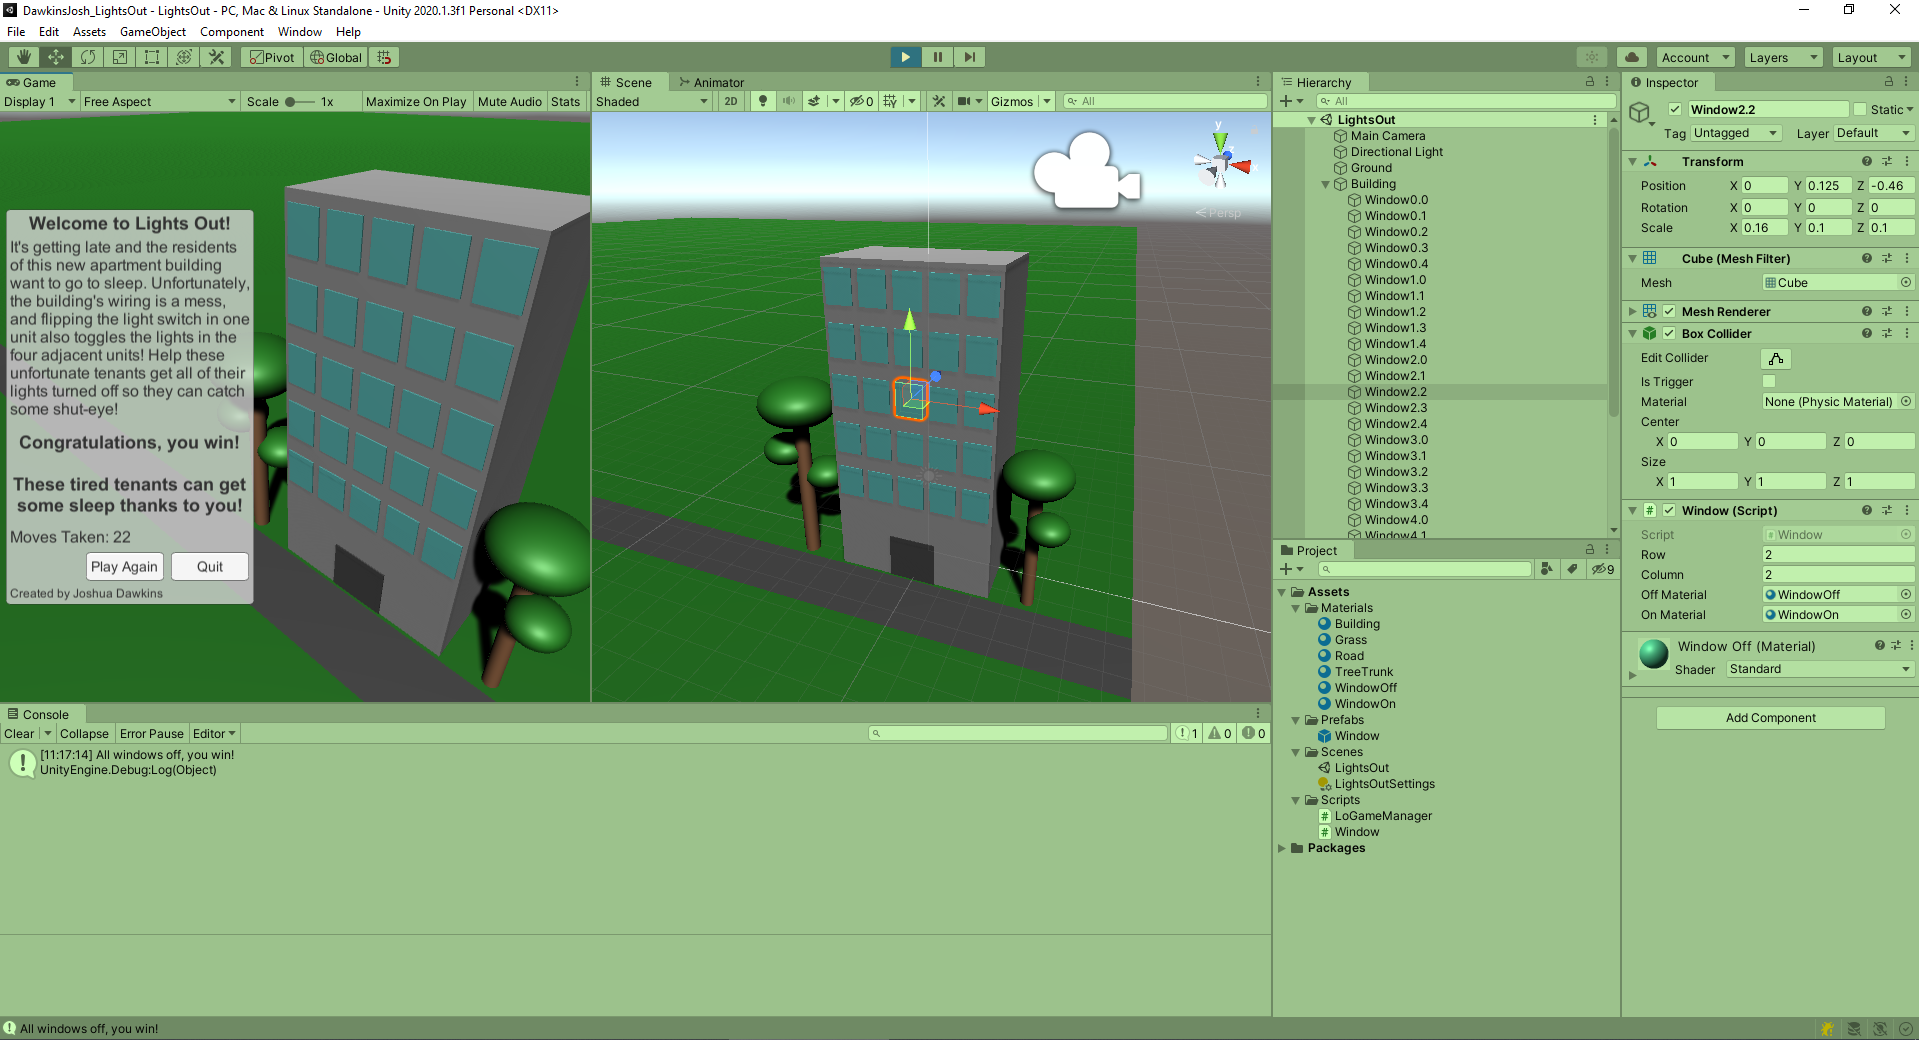 DawkinsJosh_LightsOut - LightsOut - PC, Mac & Linux Standalone - Unity 2020.1.3f1 Personal <DX11>
File Edit Assets GameObject Component Window Help
Pivot Global Account Layers Layout
Game
Display 1 Free Aspect Scale 1x Maximize On Play Mute Audio Stats
Welcome to Lights Out!
It's getting late and the residents
of this new apartment building
want to go to sleep. Unfortunately,
the building's wiring is a mess,
and flipping the light switch in one
unit also toggles the lights in the
four adjacent units! Help these
unfortunate tenants get all of their
lights turned off so they can catch
some shut-eye!
Congratulations, you win!
These tired tenants can get
some sleep thanks to you!
Moves Taken: 22
Play Again Quit
Created by Joshua Dawkins
Scene Animator
Shaded 2D 0 Gizmos All
y
Persp
Hierarchy
All
LightsOut
Main Camera
Directional Light
Ground
Building
Window0.0
Window0.1
Window0.2
Window0.3
Window0.4
Window1.0
Window1.1
Window1.2
Window1.3
Window1.4
Window2.0
Window2.1
Window2.2
Window2.3
Window2.4
Window3.0
Window3.1
Window3.2
Window3.3
Window3.4
Window4.0
Window4.1
Project
9
Assets
Materials
Building
Grass
Road
TreeTrunk
WindowOff
WindowOn
Prefabs
Window
Scenes
LightsOut
LightsOutSettings
Scripts
LoGameManager
Window
Packages
Inspector
Window2.2 Static
Tag Untagged Layer Default
Transform
Position X 0 Y 0.125 Z -0.46
Rotation X 0 Y 0 Z 0
Scale X 0.16 Y 0.1 Z 0.1
Cube (Mesh Filter)
Mesh Cube
Mesh Renderer
Box Collider
Edit Collider
Is Trigger
Material None (Physic Material)
Center
X 0 Y 0 Z 0
Size
X 1 Y 1 Z 1
Window (Script)
Script Window
Row 2
Column 2
Off Material WindowOff
On Material WindowOn
Window Off (Material)
Shader Standard
Add Component
Console
Clear Collapse Error Pause Editor 1 0 0
[11:17:14] All windows off, you win!
UnityEngine.Debug:Log(Object)
All windows off, you win!